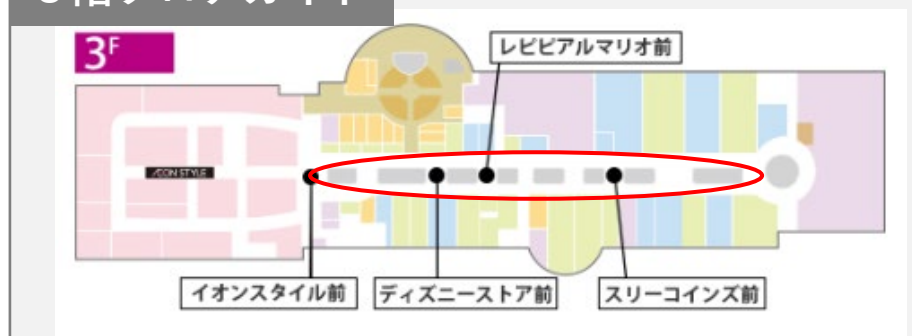 3F
レピピアルマリオ前
ÆON STYLE
イオンスタイル前
ディズニーストア前
スリーコインズ前